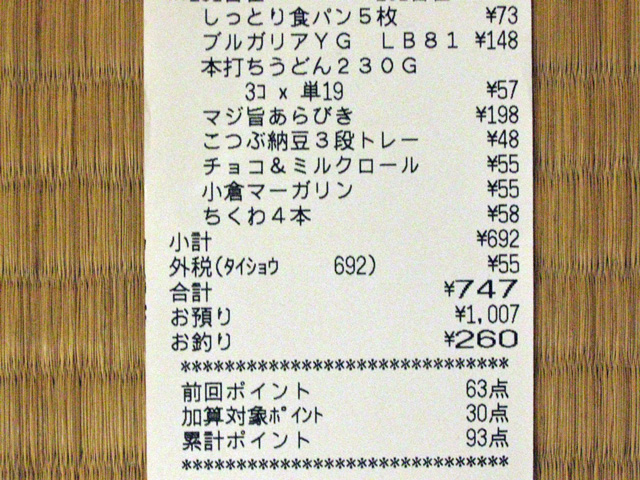 しっとり食パン5枚 ¥73
ブルガリアYG LB81 ¥148
本打ちうどん230G
3コ x 単19 ¥57
マジ旨あらびき ¥198
こつぶ納豆3段トレー ¥48
チョコ&ミルクロール ¥55
小倉マーガリン ¥55
ちくわ4本 ¥58
小計 ¥692
外税(タイショウ 692) ¥55
合計 ¥747
お預り ¥1,007
お釣り ¥260
******************************
前回ポイント 63点
加算対象ポイント 30点
累計ポイント 93点
******************************